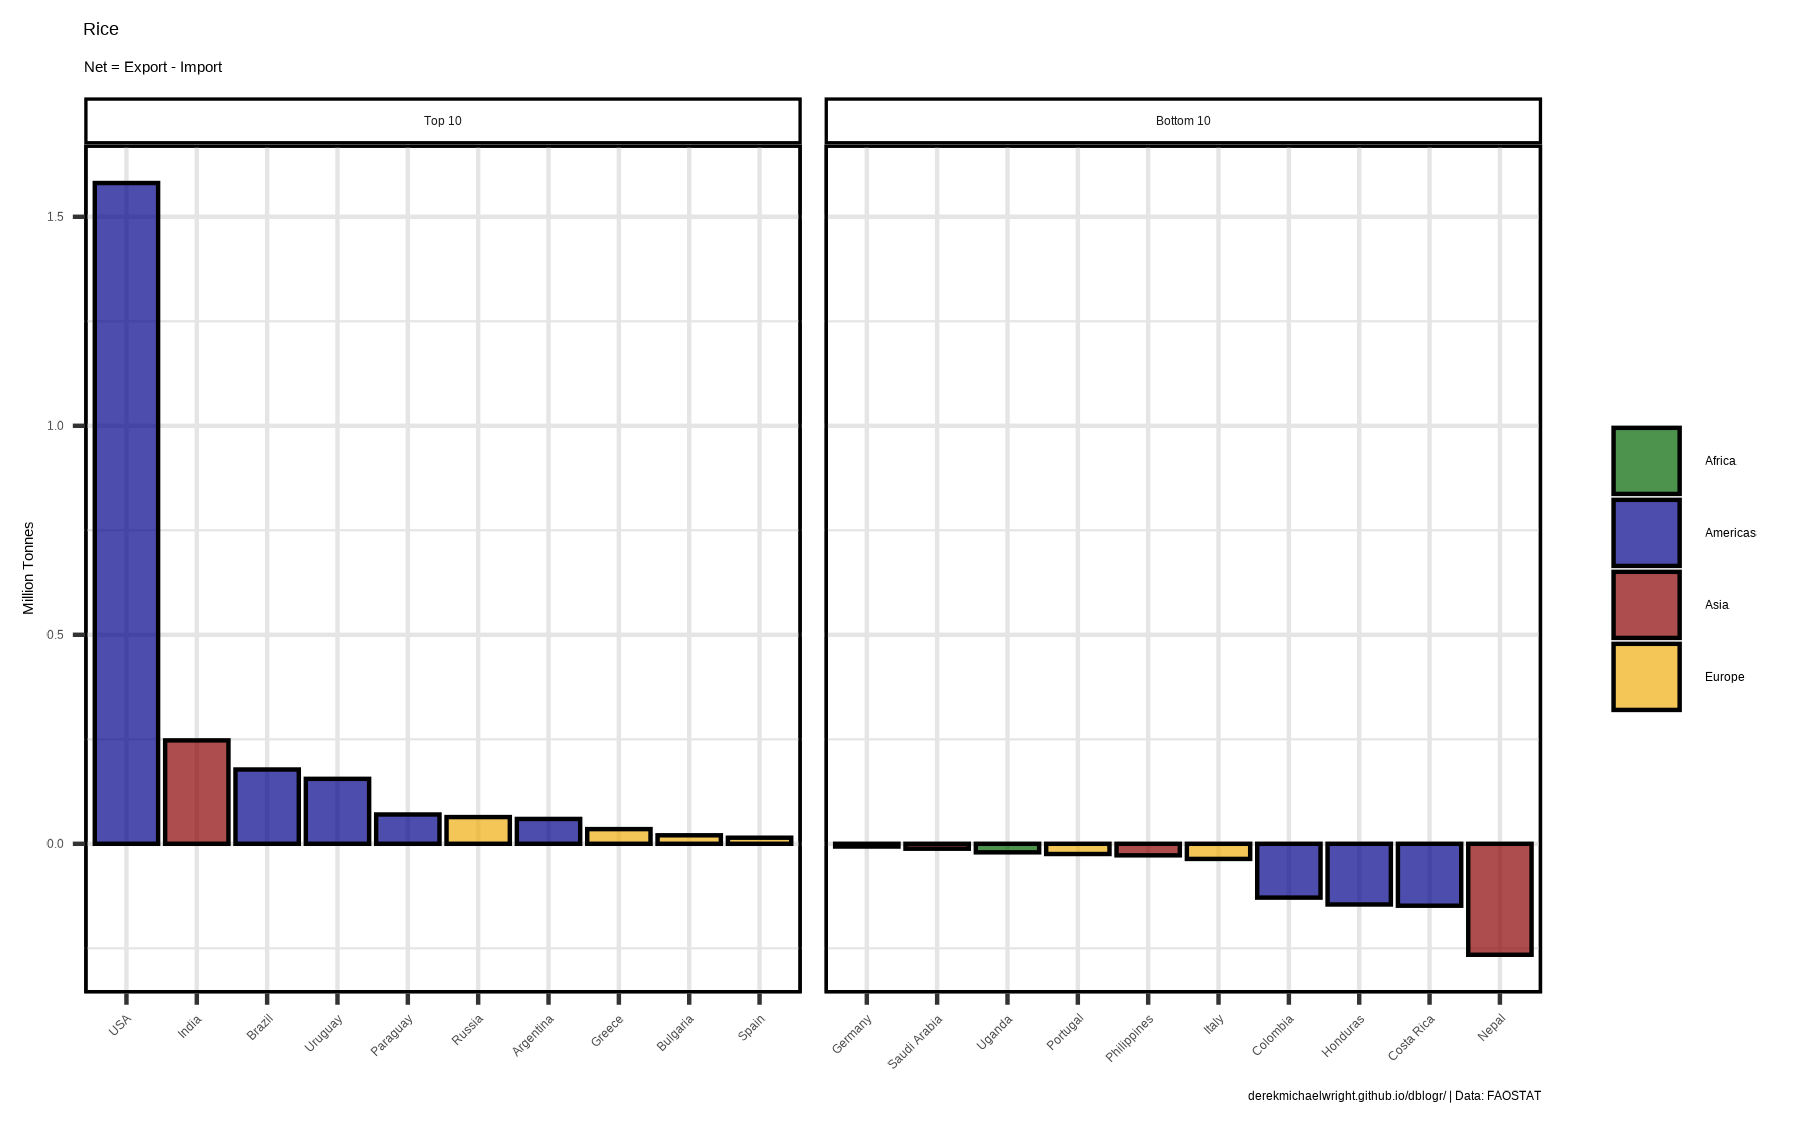 Rice
Net = Export - Import
Top 10
Bottom 10
Million Tonnes
1.5
1.0
0.5
0.0
USA
India
Brazil
Uruguay
Paraguay
Russia
Argentina
Greece
Bulgaria
Spain
Germany
Saudi Arabia
Uganda
Portugal
Philippines
Italy
Colombia
Honduras
Costa Rica
Nepal
Africa
Americas
Asia
Europe
derekmichaelwright.github.io/dblogr/ | Data: FAOSTAT